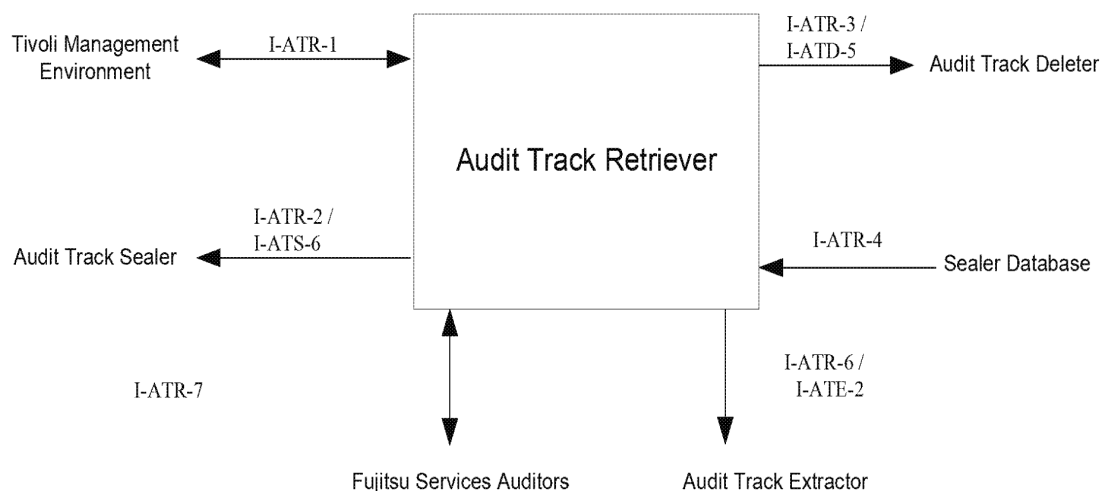 Tivoli Management
Environment
I-ATR-1
I-ATR-3 /
I-ATD-5
Audit Track Deleter
Audit Track Retriever
I-ATR-2 /
I-ATS-6
Audit Track Sealer
I-ATR-4
Sealer Database
I-ATR-7
I-ATR-6 /
I-ATE-2
Fujitsu Services Auditors
Audit Track Extractor